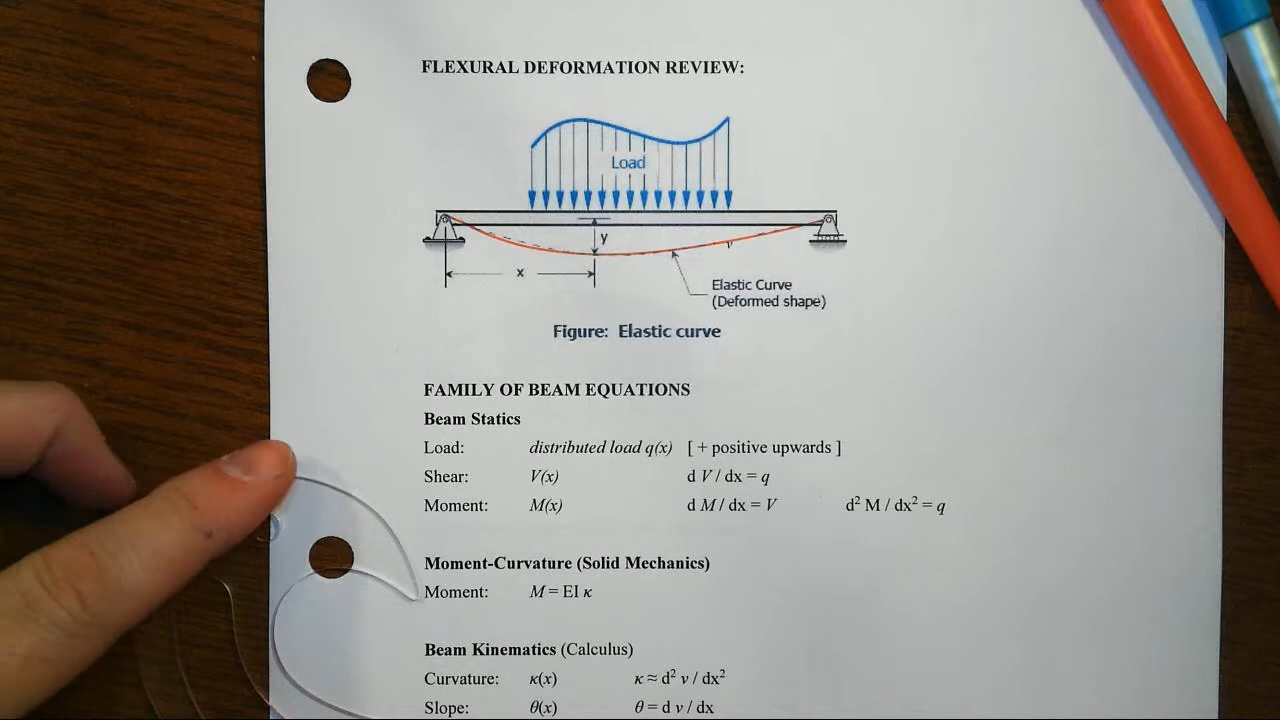 FLEXURAL DEFORMATION REVIEW:
Load
y
v
x
Elastic Curve
(Deformed shape)
Figure: Elastic curve
FAMILY OF BEAM EQUATIONS
Beam Statics
Load: distributed load q(x) [ + positive upwards ]
Shear: V(x) d V / dx = q
Moment: M(x) d M / dx = V d² M / dx² = q
Moment-Curvature (Solid Mechanics)
Moment: M = EI κ
Beam Kinematics (Calculus)
Curvature: κ(x) κ ≈ d² v / dx²
Slope: θ(x) θ = d v / dx